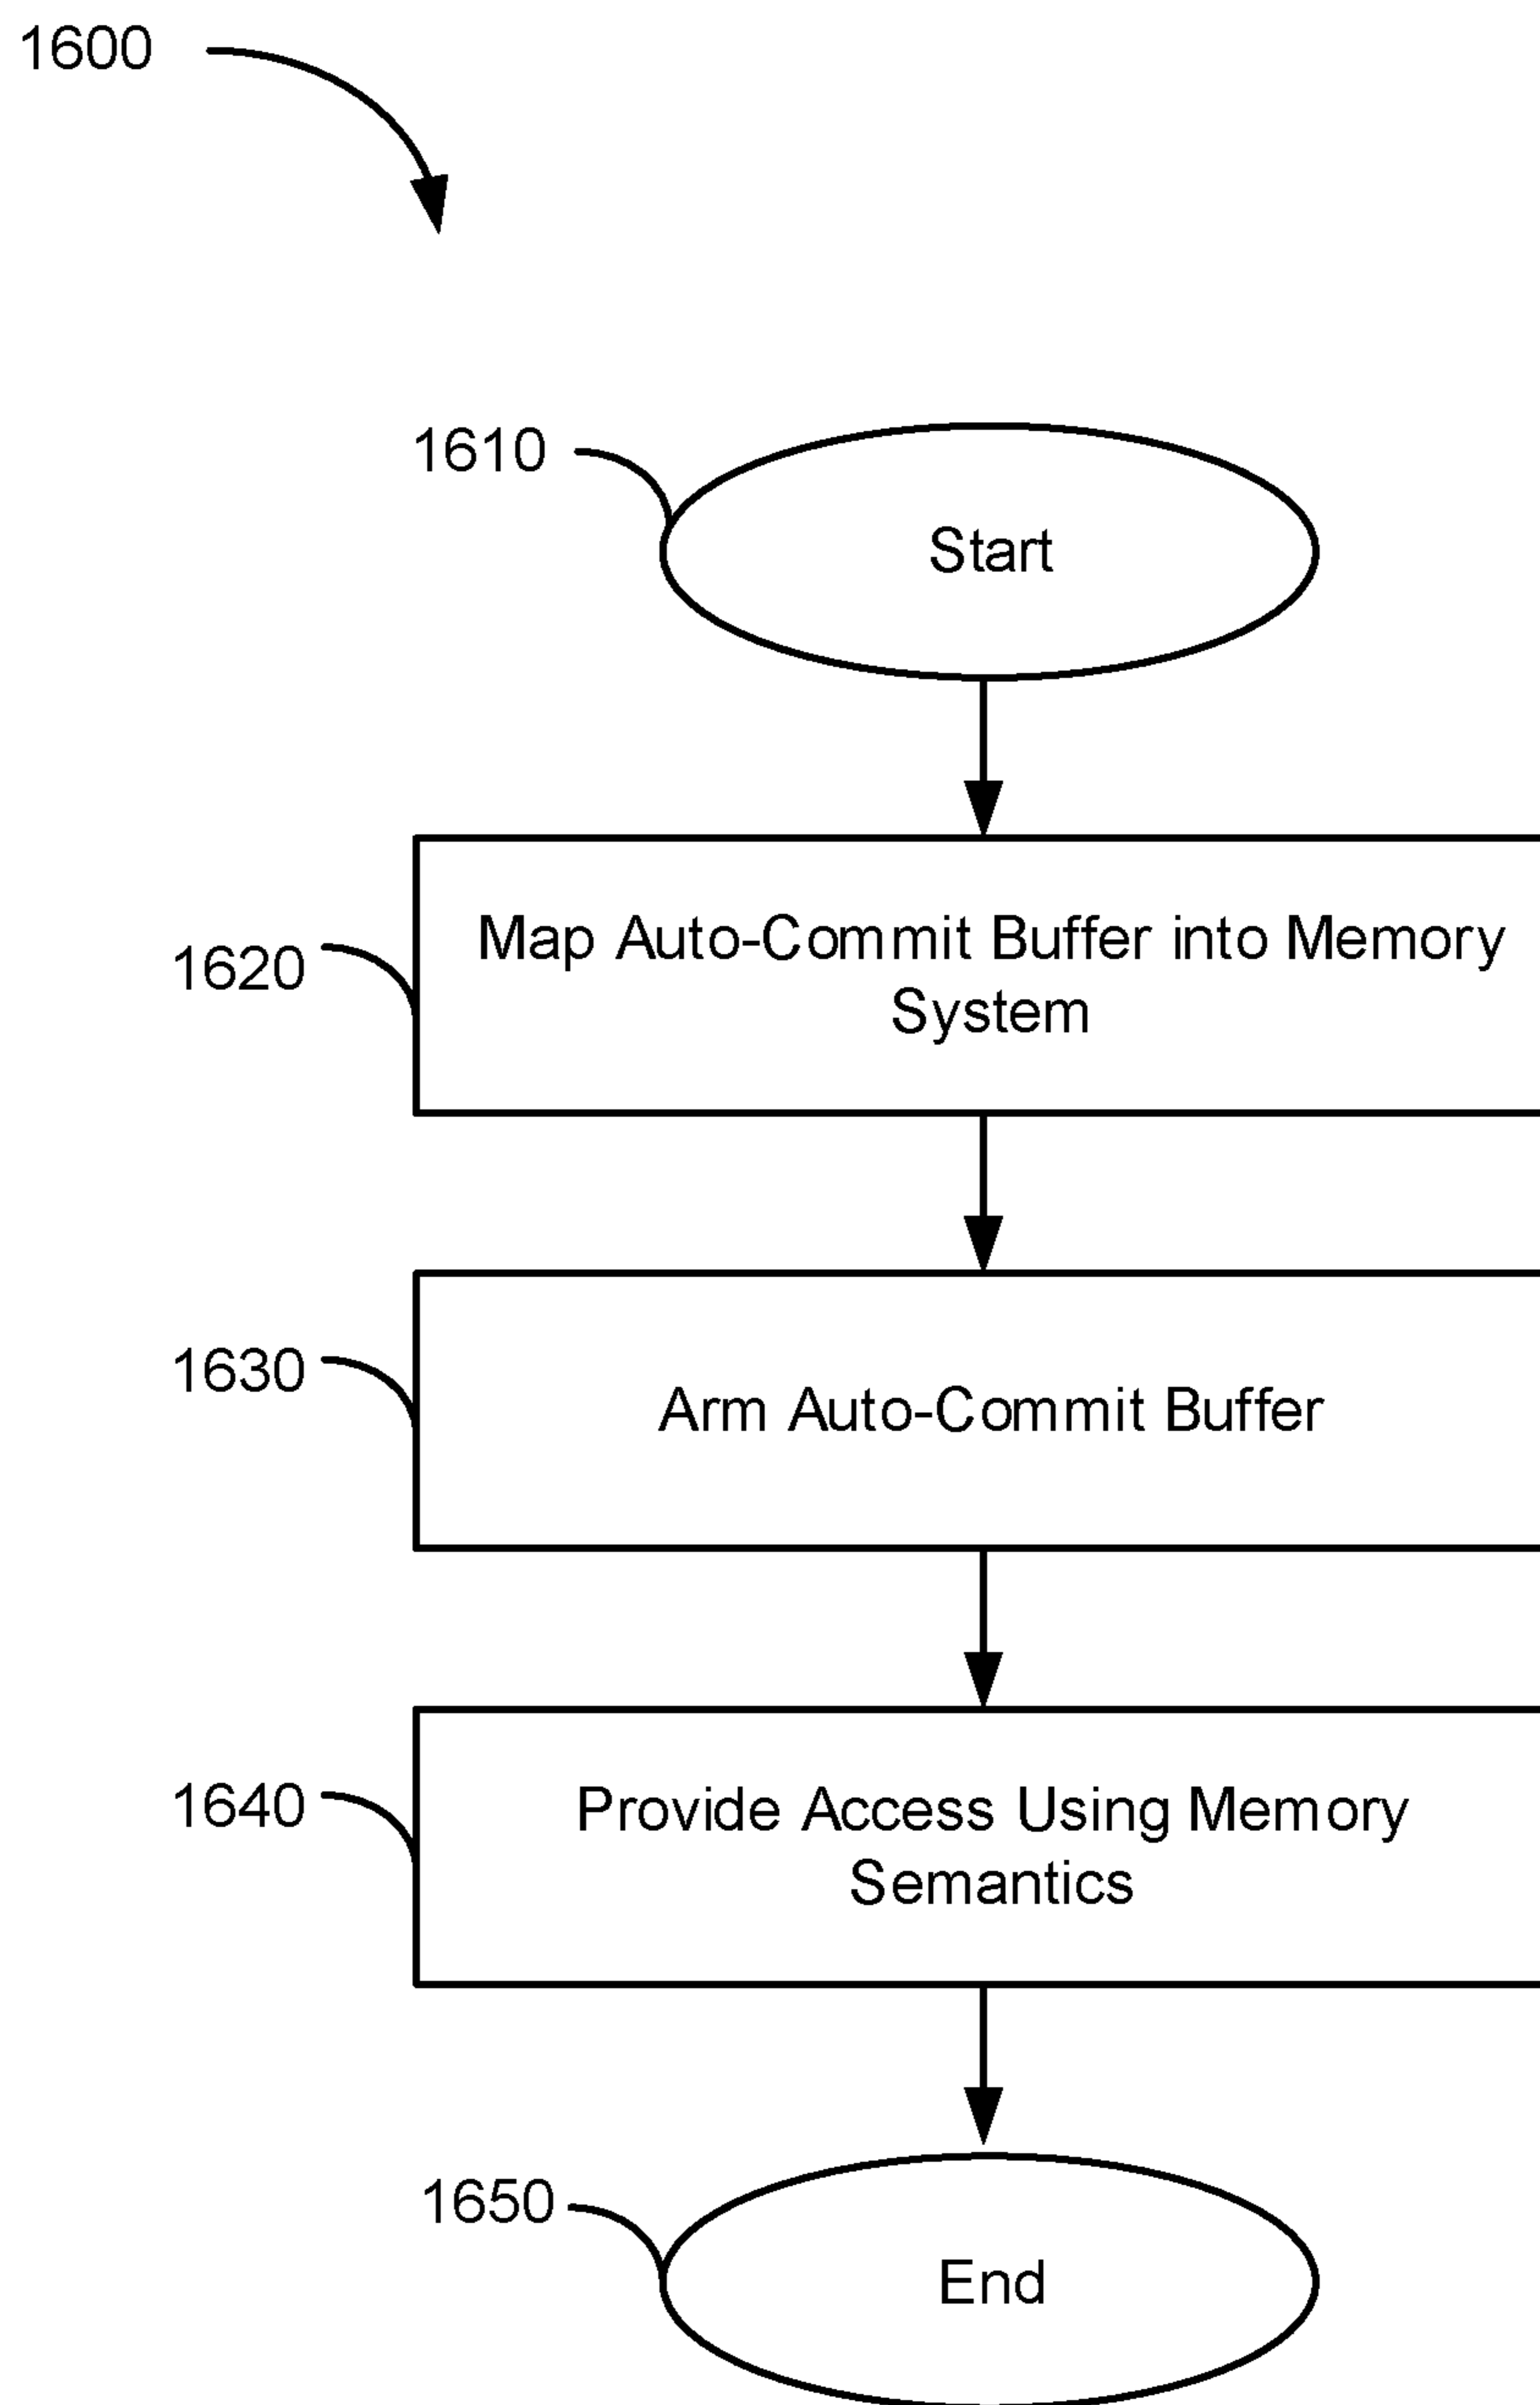 1600
1610
Start
1620
Map Auto-Commit Buffer into Memory
System
1630
Arm Auto-Commit Buffer
1640
Provide Access Using Memory
Semantics
1650
End